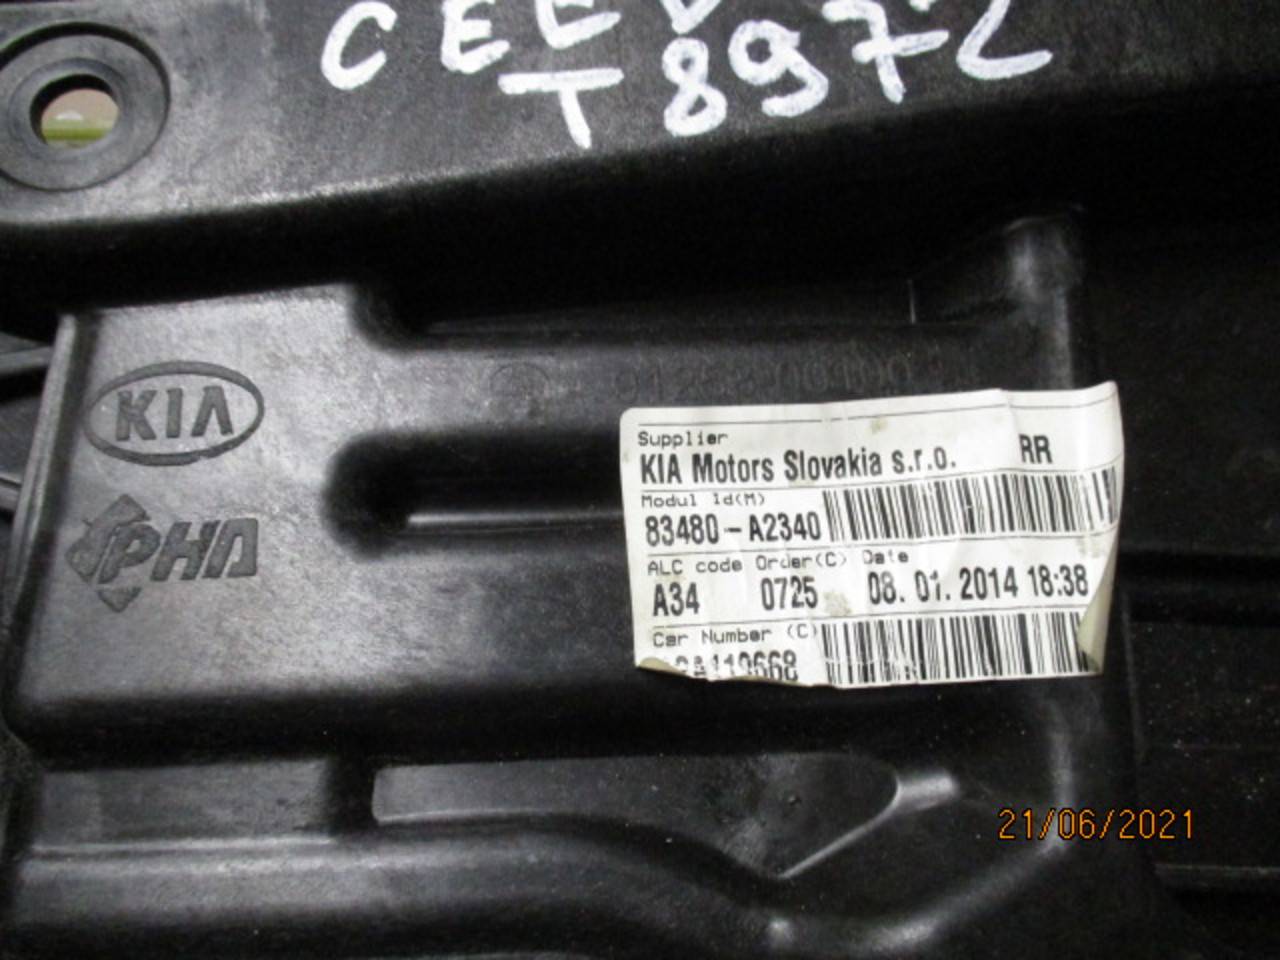 CEED
T8972
KIA
PHA
Supplier
KIA Motors Slovakia s.r.o. RR
Modul Id(M)
83480-A2340
ALC code Order(C) Date
A34 0725 08. 01. 2014 18:38
Car Number (C)
21/06/2021